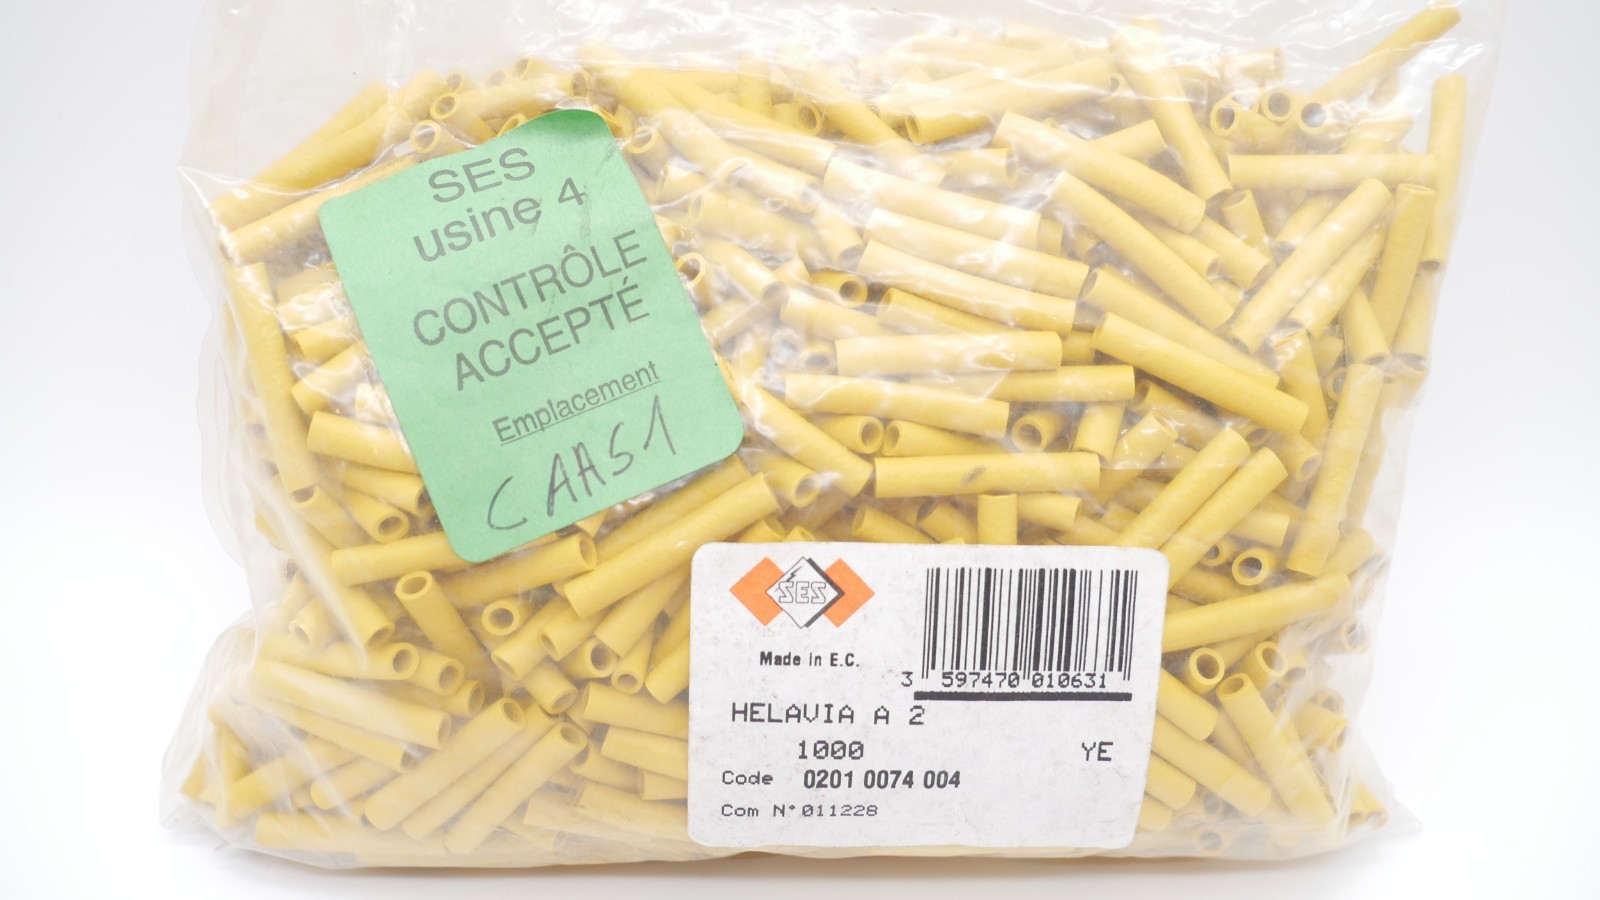 SES
usine 4
CONTRÔLE
ACCEPTÉ
Emplacement
CAAS1
SES
Made in E.C.
3 597470 010631
HELAVIA A 2
1000 YE
Code 0201 0074 004
Com N°011228